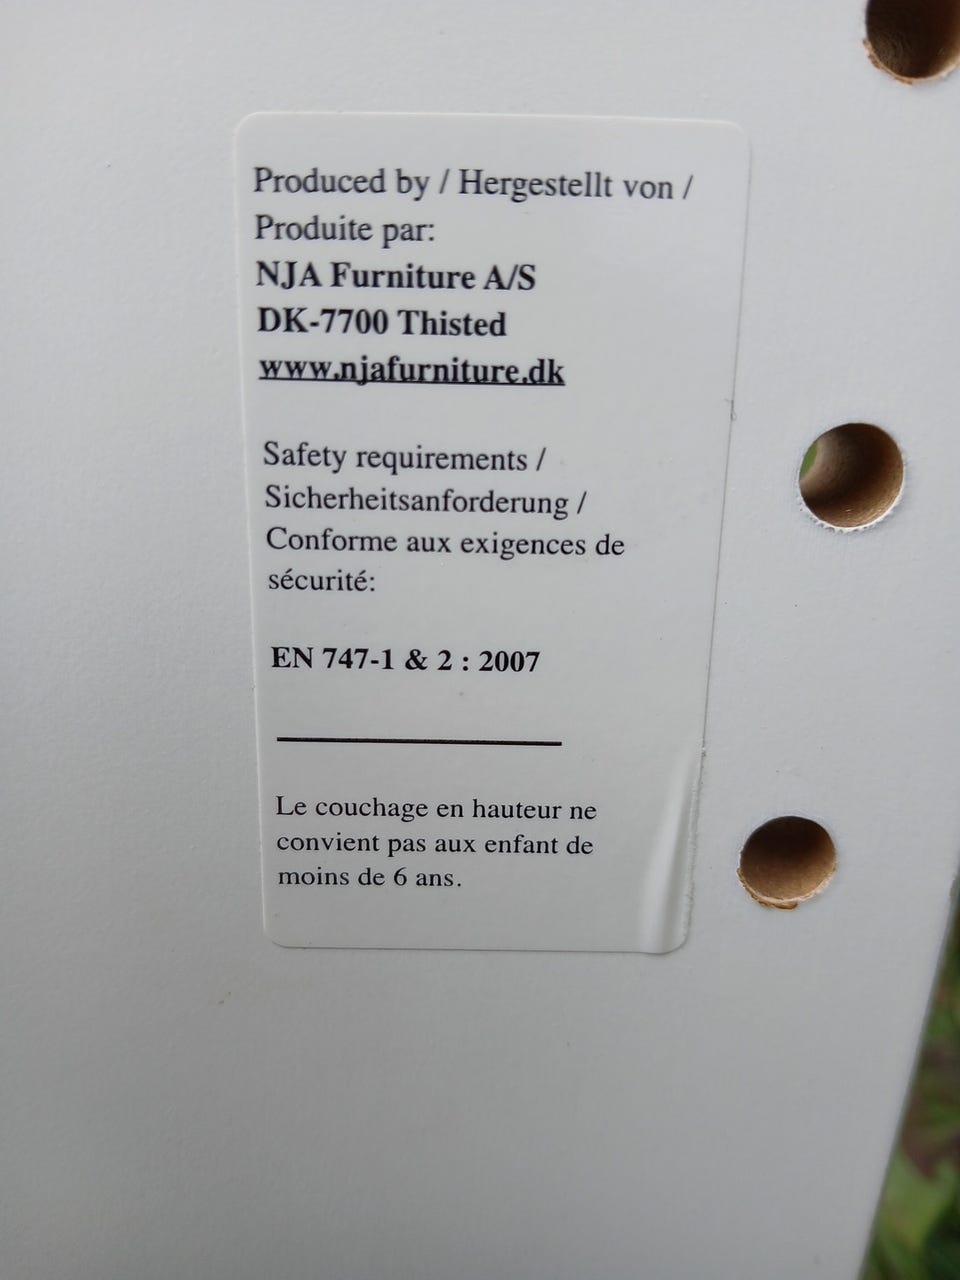 Produced by / Hergestellt von /
Produite par:
NJA Furniture A/S
DK-7700 Thisted
www.njafurniture.dk
Safety requirements /
Sicherheitsanforderung /
Conforme aux exigences de
sécurité:
EN 747-1 & 2 : 2007
Le couchage en hauteur ne
convient pas aux enfant de
moins de 6 ans.